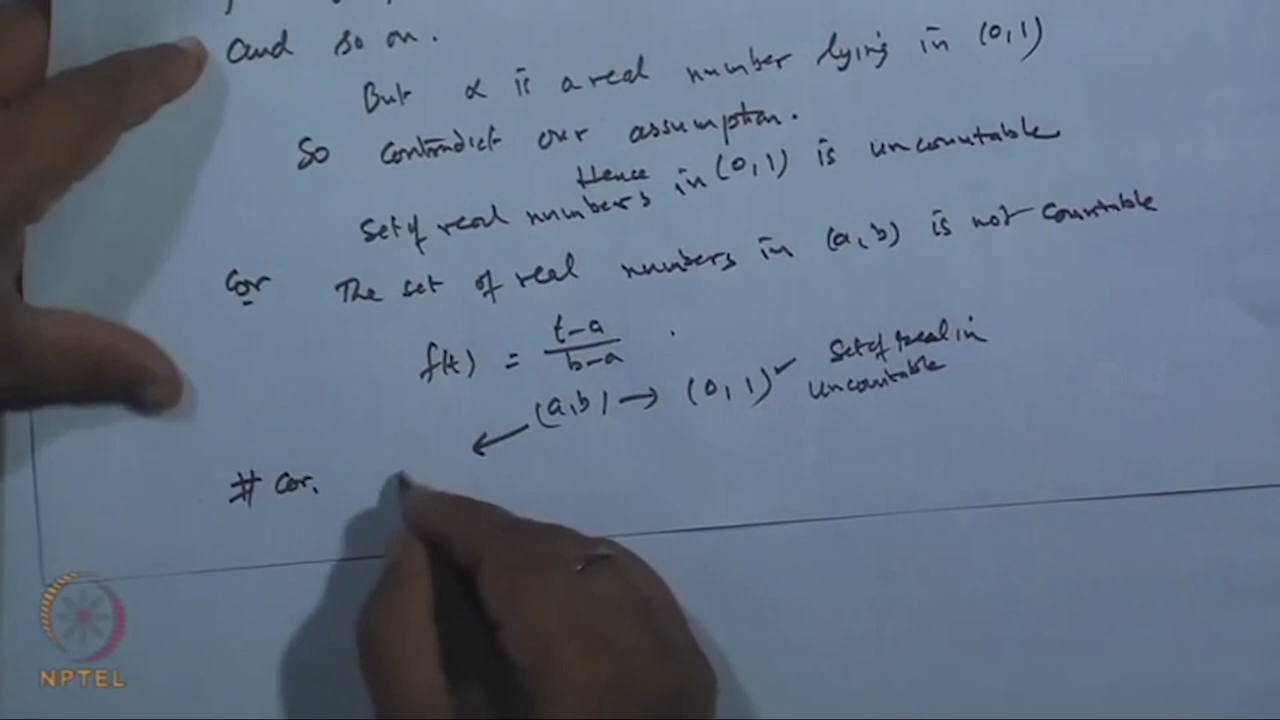 and so on.
But α is a real number lying in (0,1)
So contradict our assumption.
Hence
Set of real numbers in (0,1) is uncountable
Cor The set of real numbers in (a,b) is not countable
f(t) = t-a / b-a .
(a,b) → (0,1) ✓ Set of real in
uncountable
# Cor.
NPTEL